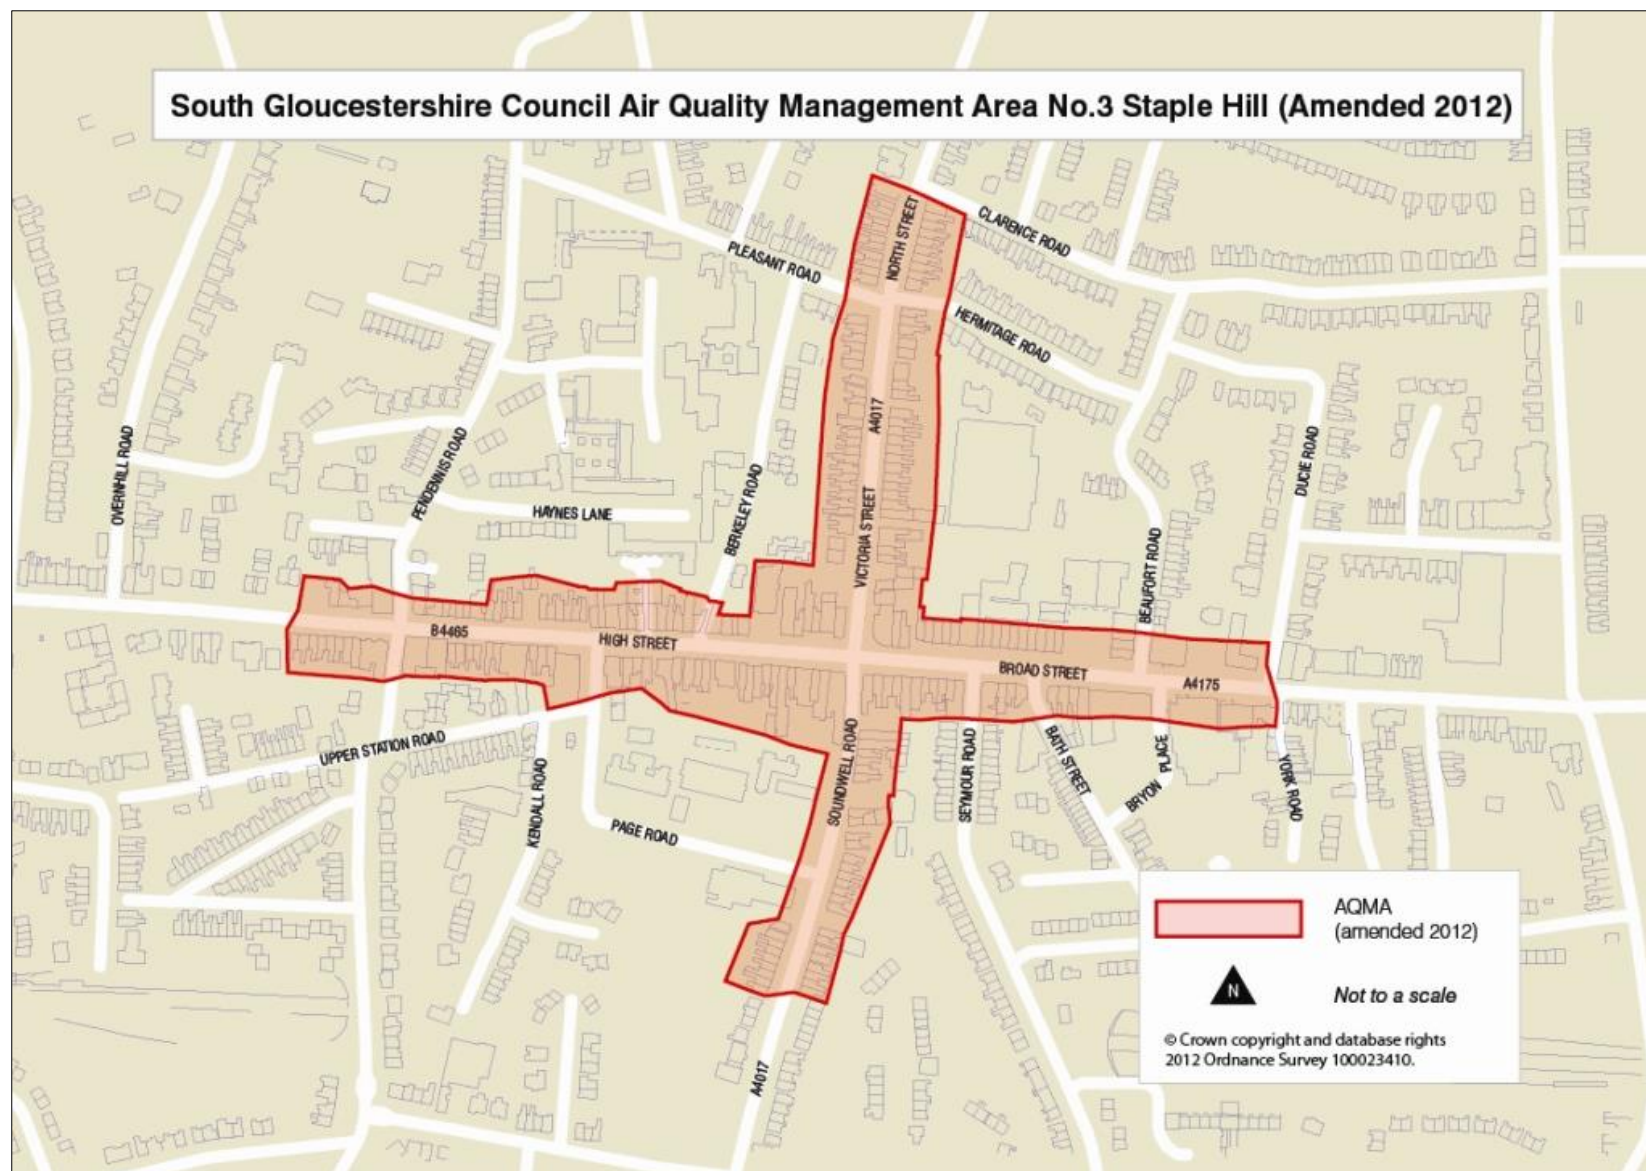 South Gloucestershire Council Air Quality Management Area No.3 Staple Hill (Amended 2012)
NORTH STREET
CLARENCE ROAD
PLEASANT ROAD
HERMITAGE ROAD
A4017
OVERNHILL ROAD
PENDENNIS ROAD
DUCIE ROAD
HAYNES LANE
BERKELEY ROAD
VICTORIA STREET
BEAUFORT ROAD
B4465
HIGH STREET
BROAD STREET
A4175
UPPER STATION ROAD
SOUNDWELL ROAD
SEYMOUR ROAD
BATH STREET
BRYON PLACE
YORK ROAD
KENDALL ROAD
PAGE ROAD
A4017
AQMA
(amended 2012)
N
Not to a scale
© Crown copyright and database rights
2012 Ordnance Survey 100023410.